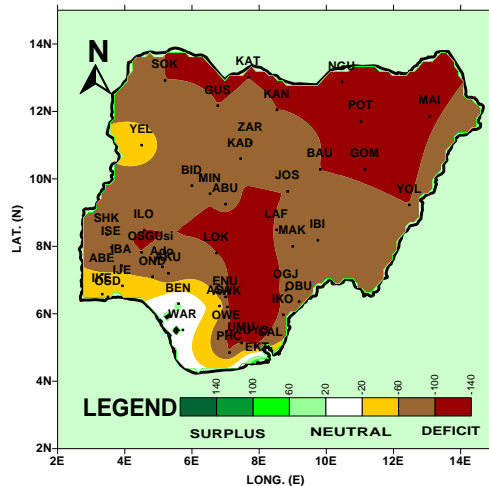 14N
12N
10N
8N
6N
4N
2N
LAT. (N)
N
SOK
KAT
NGU
GUS
KAN
POT
MAI
YEL
ZAR
KAD
BAU
GOM
BID
MIN
ABU
JOS
YOL
SHK
ISE
ILO
LAF
MAK
IBI
OSG
Usi
LOK
IBA
ABE
OND
IJE
IKE
OSD
BEN
ENU
OGJ
OBU
IKO
WAR
OWE
UMU
CAL
PHC
EKT
LEGEND
-140
-100
-60
-20
20
60
100
140
SURPLUS
NEUTRAL
DEFICIT
2E
4E
6E
8E
10E
12E
14E
LONG. (E)